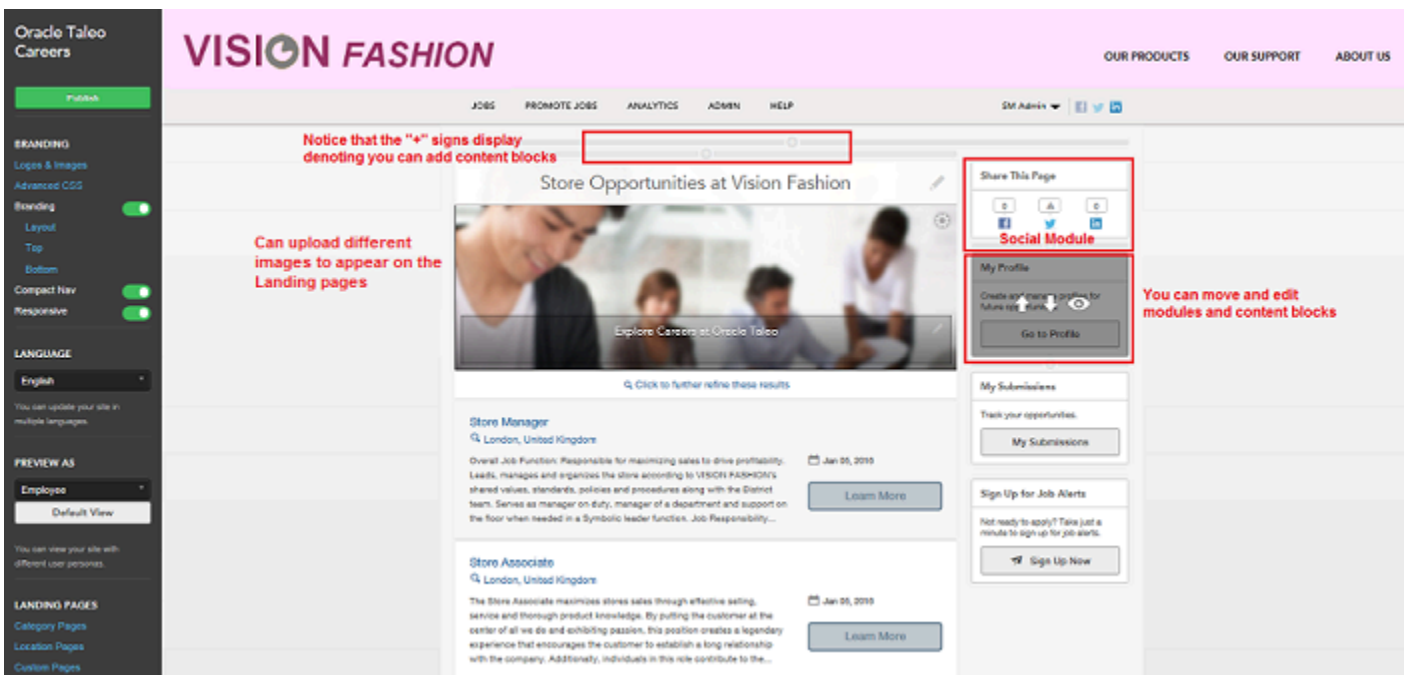 Oracle Taleo
Careers
Publish
BRANDING
Logos & Images
Advanced CSS
Branding
Layout
Top
Bottom
Compact Nav
Responsive
LANGUAGE
English
You can update your site in
multiple languages.
PREVIEW AS
Employee
Default View
You can view your site with
different user personas.
LANDING PAGES
Category Pages
Location Pages
Custom Pages
VISION FASHION
OUR PRODUCTS OUR SUPPORT ABOUT US
JOBS PROMOTE JOBS ANALYTICS ADMIN HELP
SM Admin
Notice that the "+" signs display
denoting you can add content blocks
Can upload different
images to appear on the
Landing pages
Store Opportunities at Vision Fashion
Explore Careers at Oracle Taleo
Click to further refine these results
Store Manager
London, United Kingdom
Overall Job Function: Responsible for maximizing sales to drive profitability.
Leads, manages and organizes the store according to VISION FASHION's
shared values, standards, policies and procedures along with the District
team. Serves as manager on duty, manager of a department and support on
the floor when needed in a Symbolic leader function. Job Responsibility...
Jan 05, 2016
Learn More
Store Associate
London, United Kingdom
The Store Associate maximizes stores sales through effective selling,
service and thorough product knowledge. By putting the customer at the
center of all we do and exhibiting passion, this position creates a legendary
experience that encourages the customer to establish a long relationship
with the company. Additionally, individuals in this role contribute to the...
Jan 05, 2016
Learn More
Share This Page
0 0
Social Module
My Profile
Create and manage profiles for
future opportunities.
Go to Profile
You can move and edit
modules and content blocks
My Submissions
Track your opportunities.
My Submissions
Sign Up for Job Alerts
Not ready to apply? Take just a
minute to sign up for job alerts.
Sign Up Now